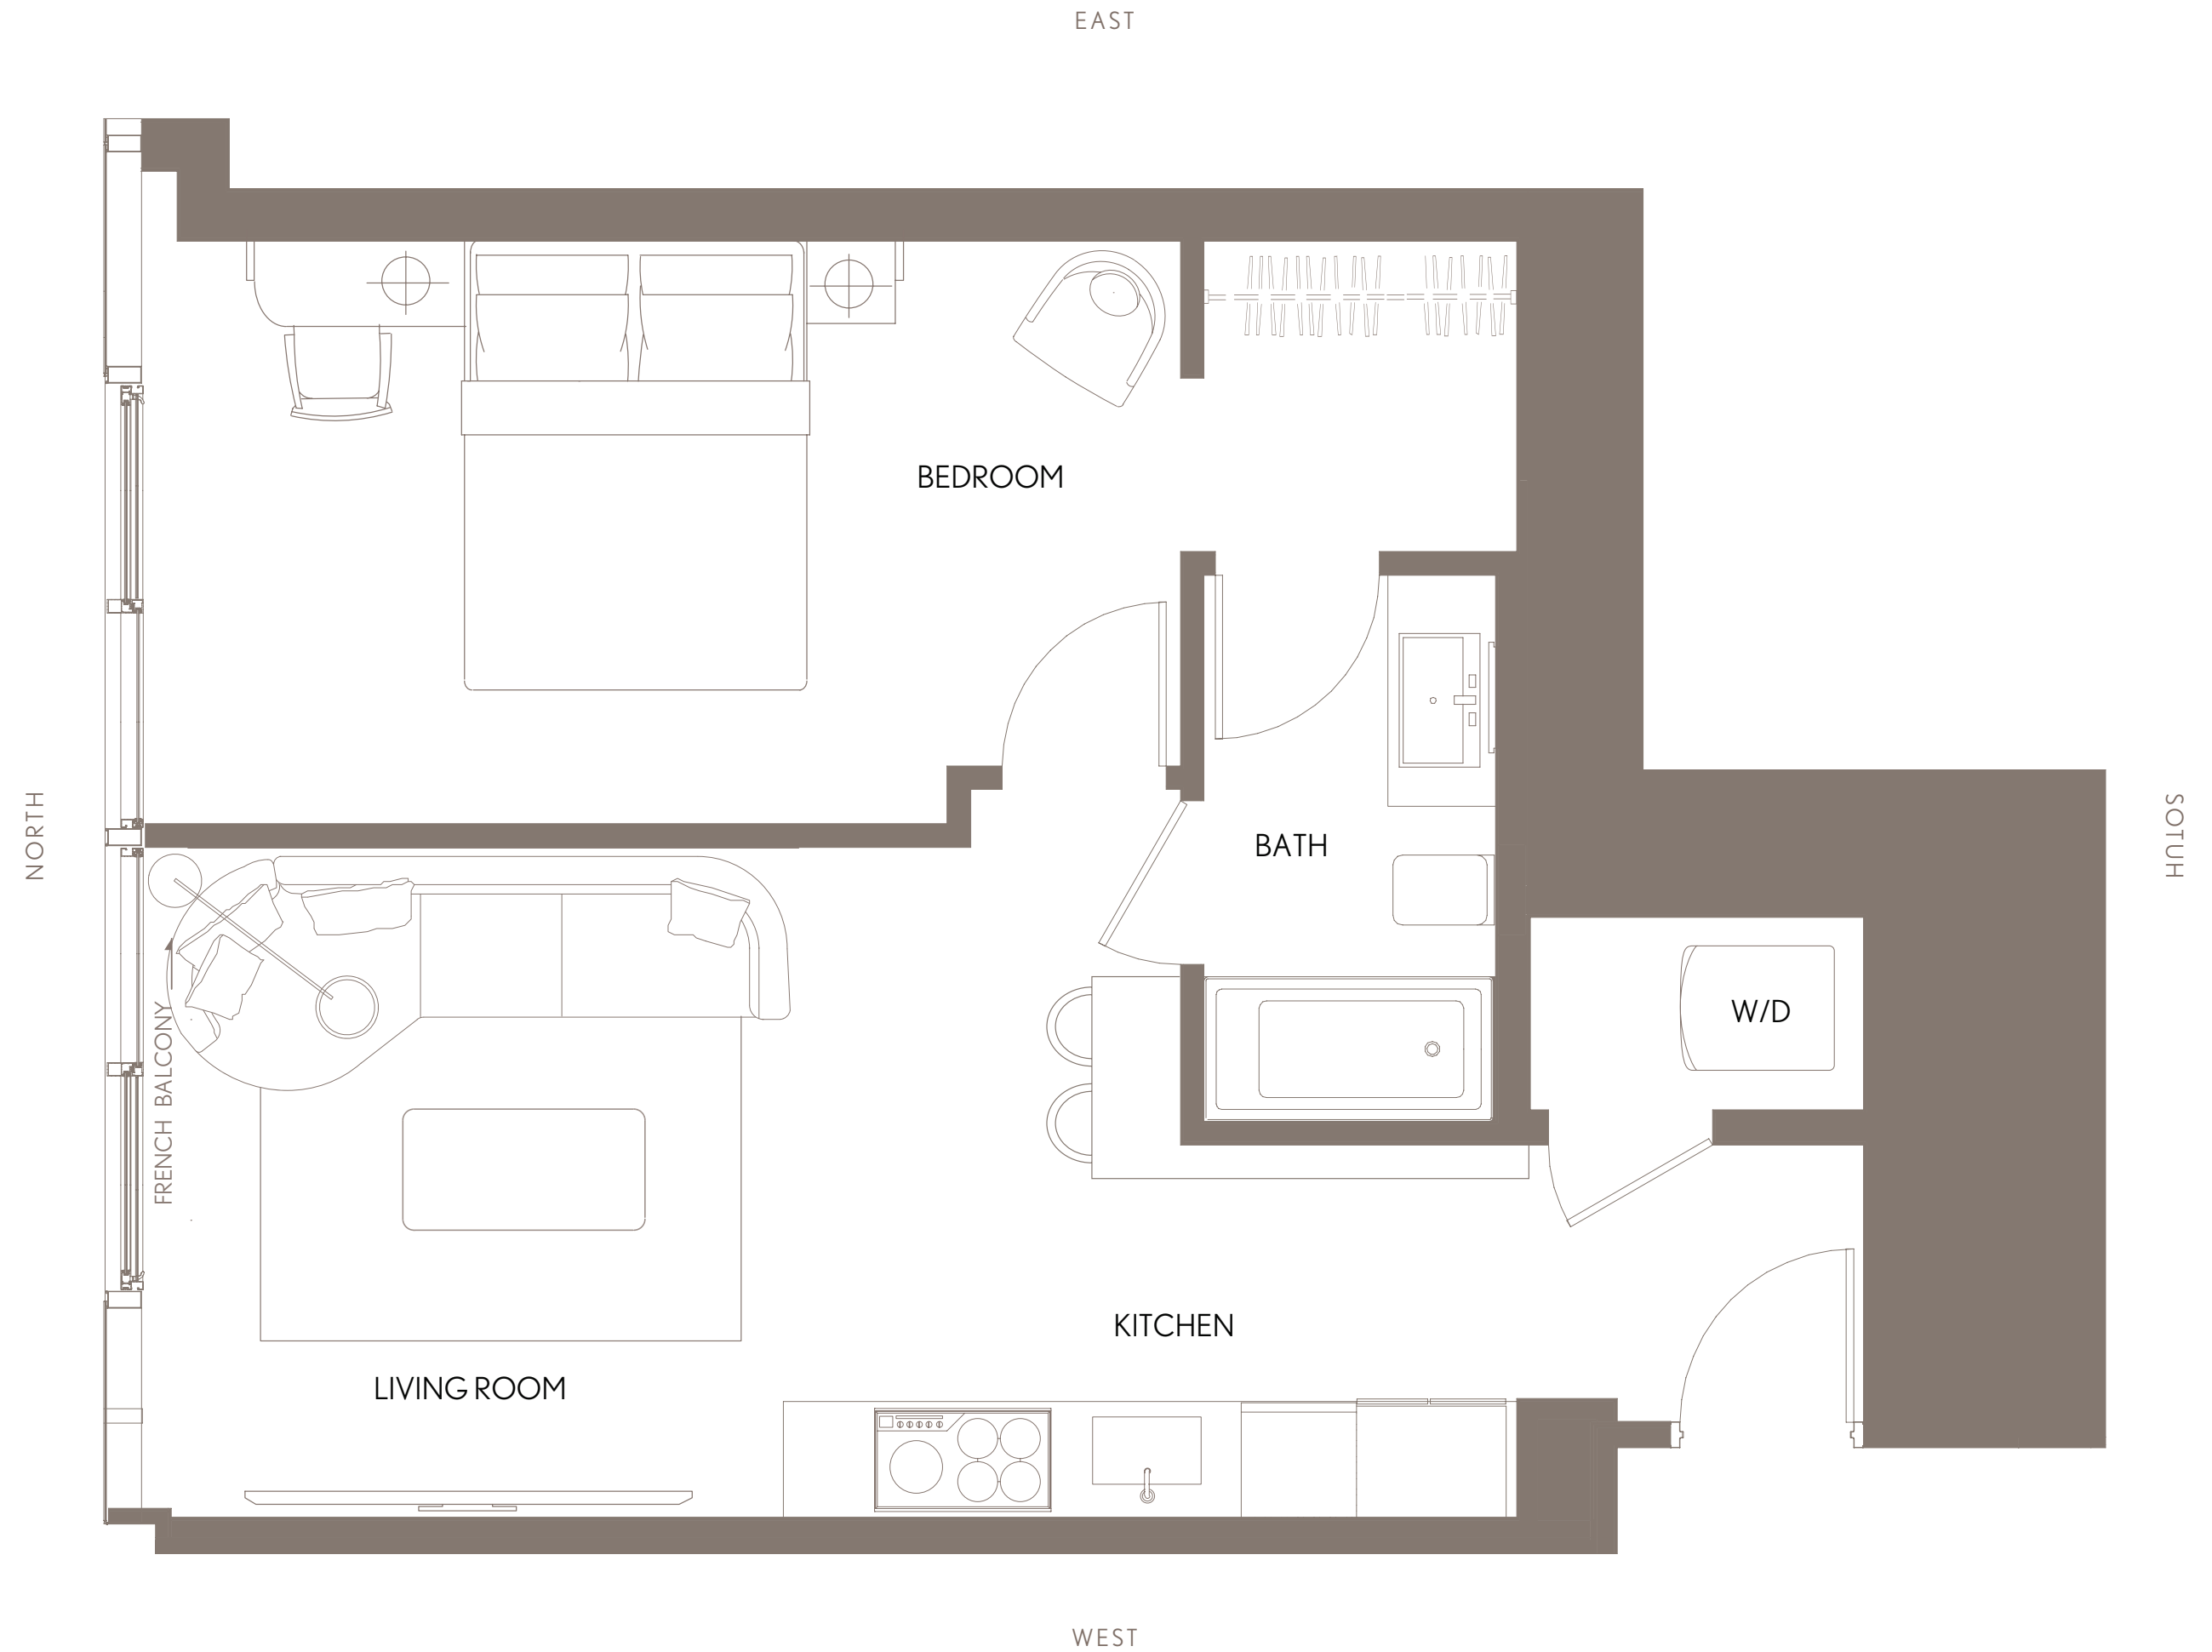 EAST
BEDROOM
NORTH
SOTUH
BATH
W/D
FRENCH BALCONY
KITCHEN
LIVING ROOM
WEST